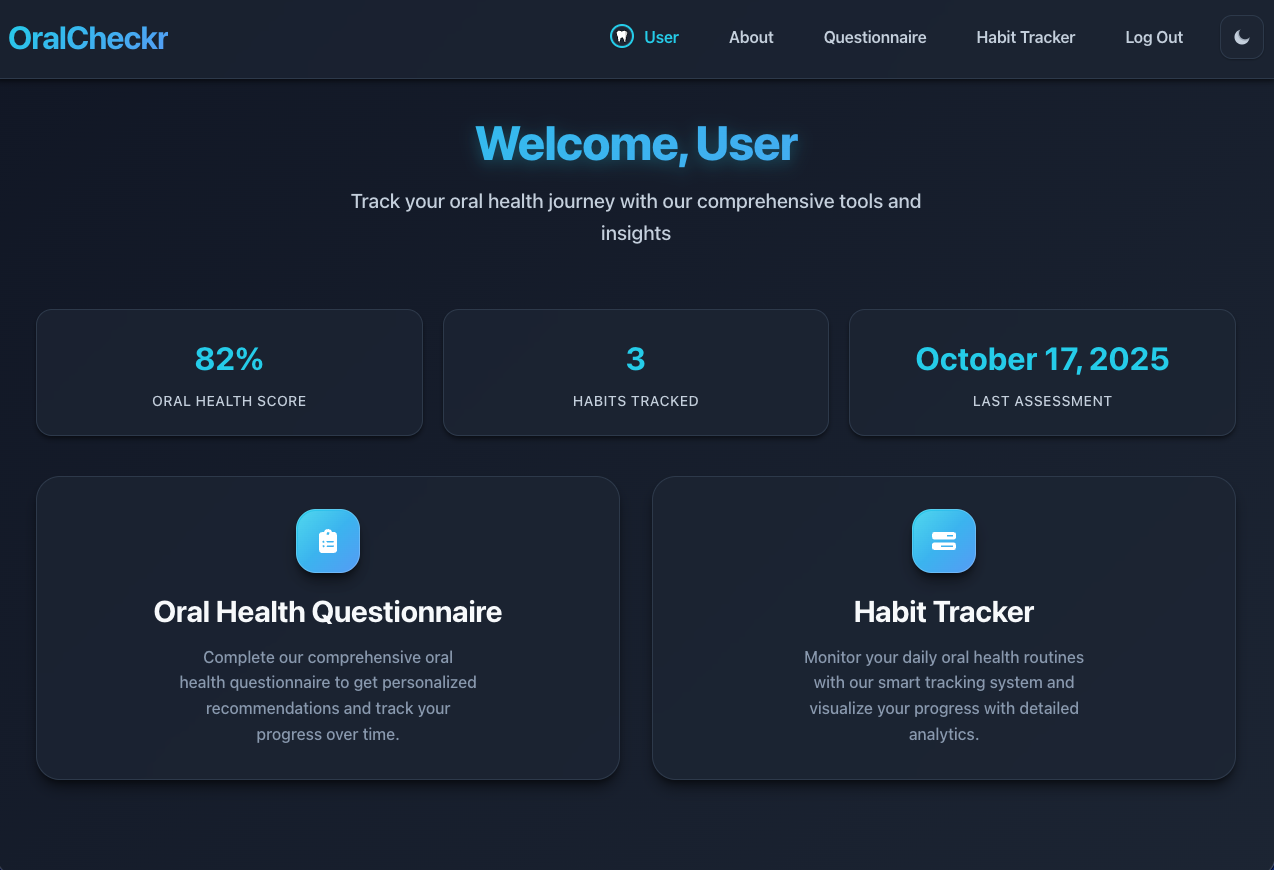 OralCheckr
User
About
Questionnaire
Habit Tracker
Log Out
Welcome, User
Track your oral health journey with our comprehensive tools and
insights
82%
ORAL HEALTH SCORE
3
HABITS TRACKED
October 17, 2025
LAST ASSESSMENT
Oral Health Questionnaire
Complete our comprehensive oral
health questionnaire to get personalized
recommendations and track your
progress over time.
Habit Tracker
Monitor your daily oral health routines
with our smart tracking system and
visualize your progress with detailed
analytics.